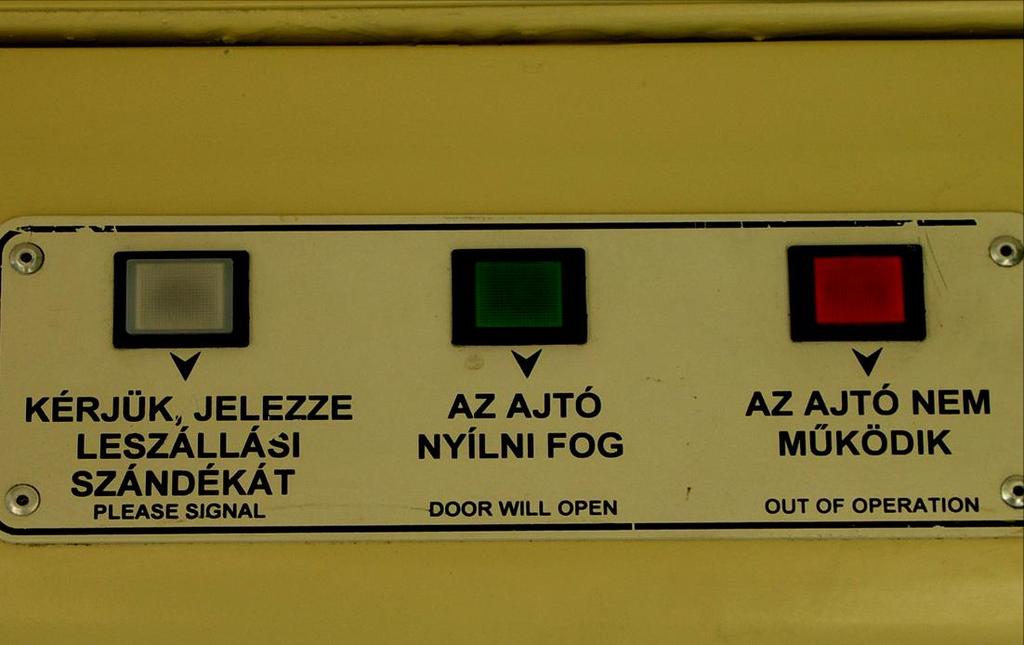 KÉRJÜK, JELEZZE
LESZÁLLÁSI
SZÁNDÉKÁT
PLEASE SIGNAL
AZ AJTÓ
NYÍLNI FOG
DOOR WILL OPEN
AZ AJTÓ NEM
MŰKÖDIK
OUT OF OPERATION